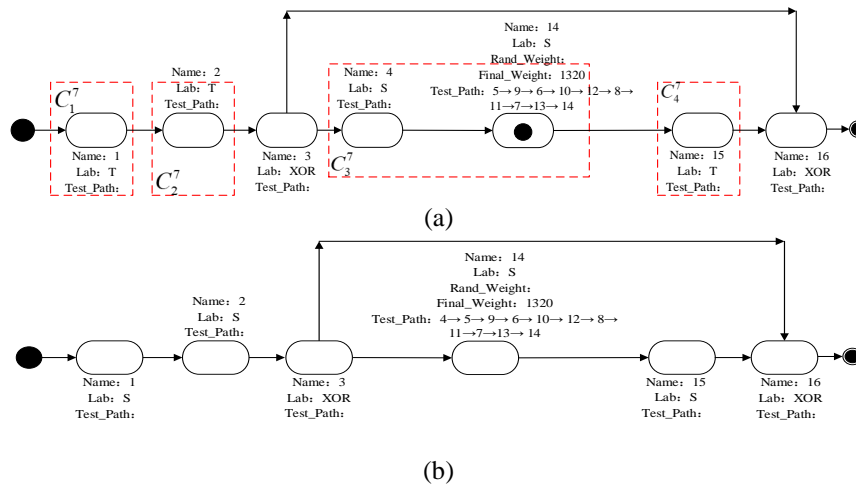 Name：14
Lab：S
Rand_Weight：
Final_Weight：1320
Test_Path：5→9→6→10→12→8→
11→7→13→14
Name：2
Lab：T
Test_Path：
Name：4
Lab：S
Test_Path：
C_1^7
C_2^7
C_3^7
C_4^7
Name：1
Lab：T
Test_Path：
Name：3
Lab：XOR
Test_Path：
Name：15
Lab：T
Test_Path：
Name：16
Lab：XOR
Test_Path：
(a)
Name：14
Lab：S
Rand_Weight：
Final_Weight：1320
Test_Path：4→5→9→6→10→12→8→
11→7→13→14
Name：2
Lab：S
Test_Path：
Name：1
Lab：S
Test_Path：
Name：3
Lab：XOR
Test_Path：
Name：15
Lab：S
Test_Path：
Name：16
Lab：XOR
Test_Path：
(b)